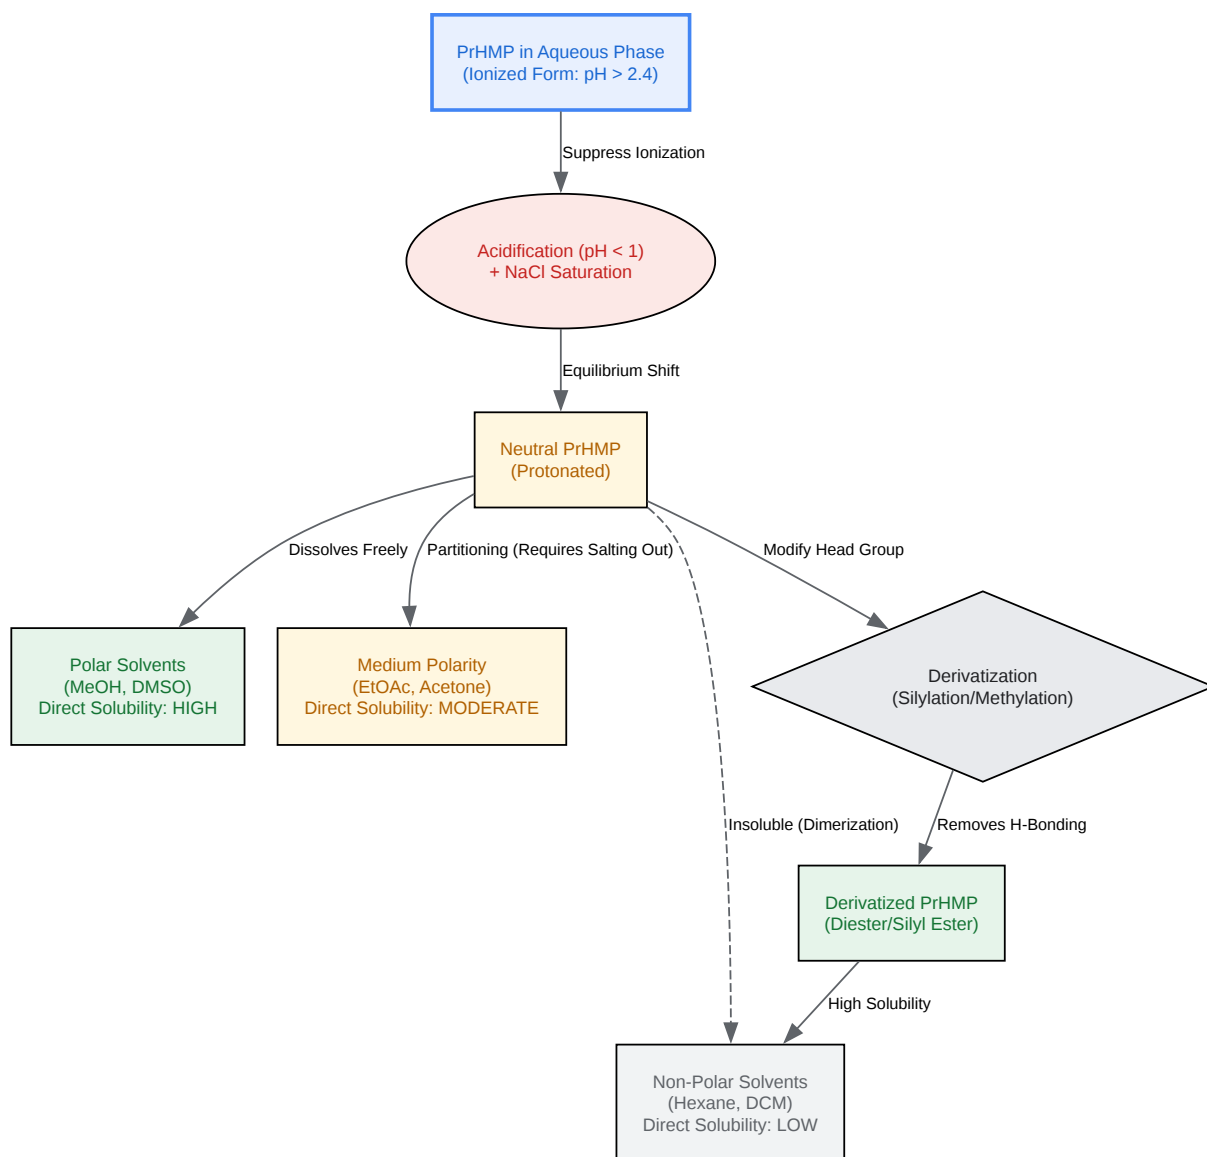 PrHMP in Aqueous Phase
(Ionized Form: pH > 2.4)
Suppress Ionization
Acidification (pH < 1)
+ NaCl Saturation
Equilibrium Shift
Neutral PrHMP
(Protonated)
Dissolves Freely
Partitioning (Requires Salting Out)
Modify Head Group
Polar Solvents
(MeOH, DMSO)
Direct Solubility: HIGH
Medium Polarity
(EtOAc, Acetone)
Direct Solubility: MODERATE
Derivatization
(Silylation/Methylation)
Insoluble (Dimerization)
Removes H-Bonding
Derivatized PrHMP
(Diester/Silyl Ester)
High Solubility
Non-Polar Solvents
(Hexane, DCM)
Direct Solubility: LOW